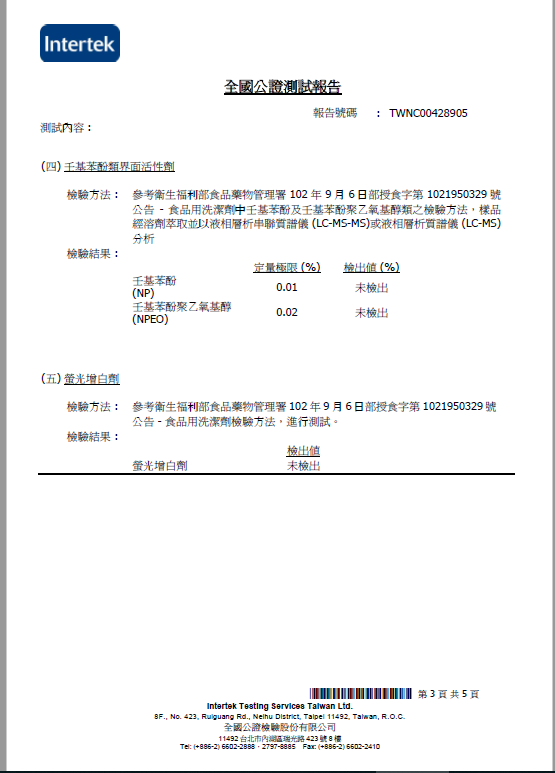 Intertek
全國公證測試報告
報告號碼 : TWNC00428905
測試內容：
(四) 壬基苯酚類界面活性劑
檢驗方法： 參考衛生福利部食品藥物管理署 102 年 9 月 6 日部授食字第 1021950329 號
公告 - 食品用洗潔劑中壬基苯酚及壬基苯酚聚乙氧基醇類之檢驗方法，樣品
經溶劑萃取並以液相層析串聯質譜儀 (LC-MS-MS)或液相層析質譜儀 (LC-MS)
分析
檢驗結果：
定量極限 (%) 檢出值 (%)
壬基苯酚
(NP) 0.01 未檢出
壬基苯酚聚乙氧基醇
(NPEO) 0.02 未檢出
(五) 螢光增白劑
檢驗方法： 參考衛生福利部食品藥物管理署 102 年 9 月 6 日部授食字第 1021950329 號
公告 - 食品用洗潔劑檢驗方法，進行測試。
檢驗結果：
檢出值
螢光增白劑 未檢出
第 3 頁 共 5 頁
Intertek Testing Services Taiwan Ltd.
8F., No. 423, Ruiguang Rd., Neihu District, Taipei 11492, Taiwan, R.O.C.
全國公證檢驗股份有限公司
11492 台北市內湖區瑞光路 423 號 8 樓
Tel: (+886-2) 6602-2888．2797-8885 Fax: (+886-2) 6602-2410